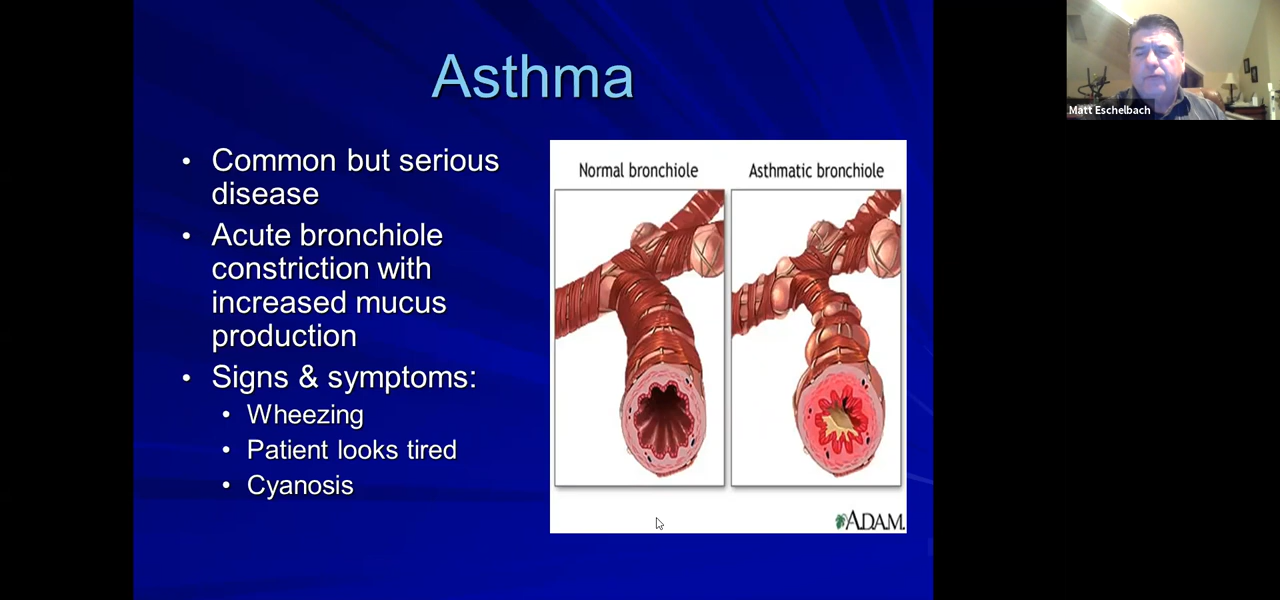 Asthma
• Common but serious
disease
• Acute bronchiole
constriction with
increased mucus
production
• Signs & symptoms:
• Wheezing
• Patient looks tired
• Cyanosis
Normal bronchiole
Asthmatic bronchiole
A.D.A.M.
Matt Eschelbach